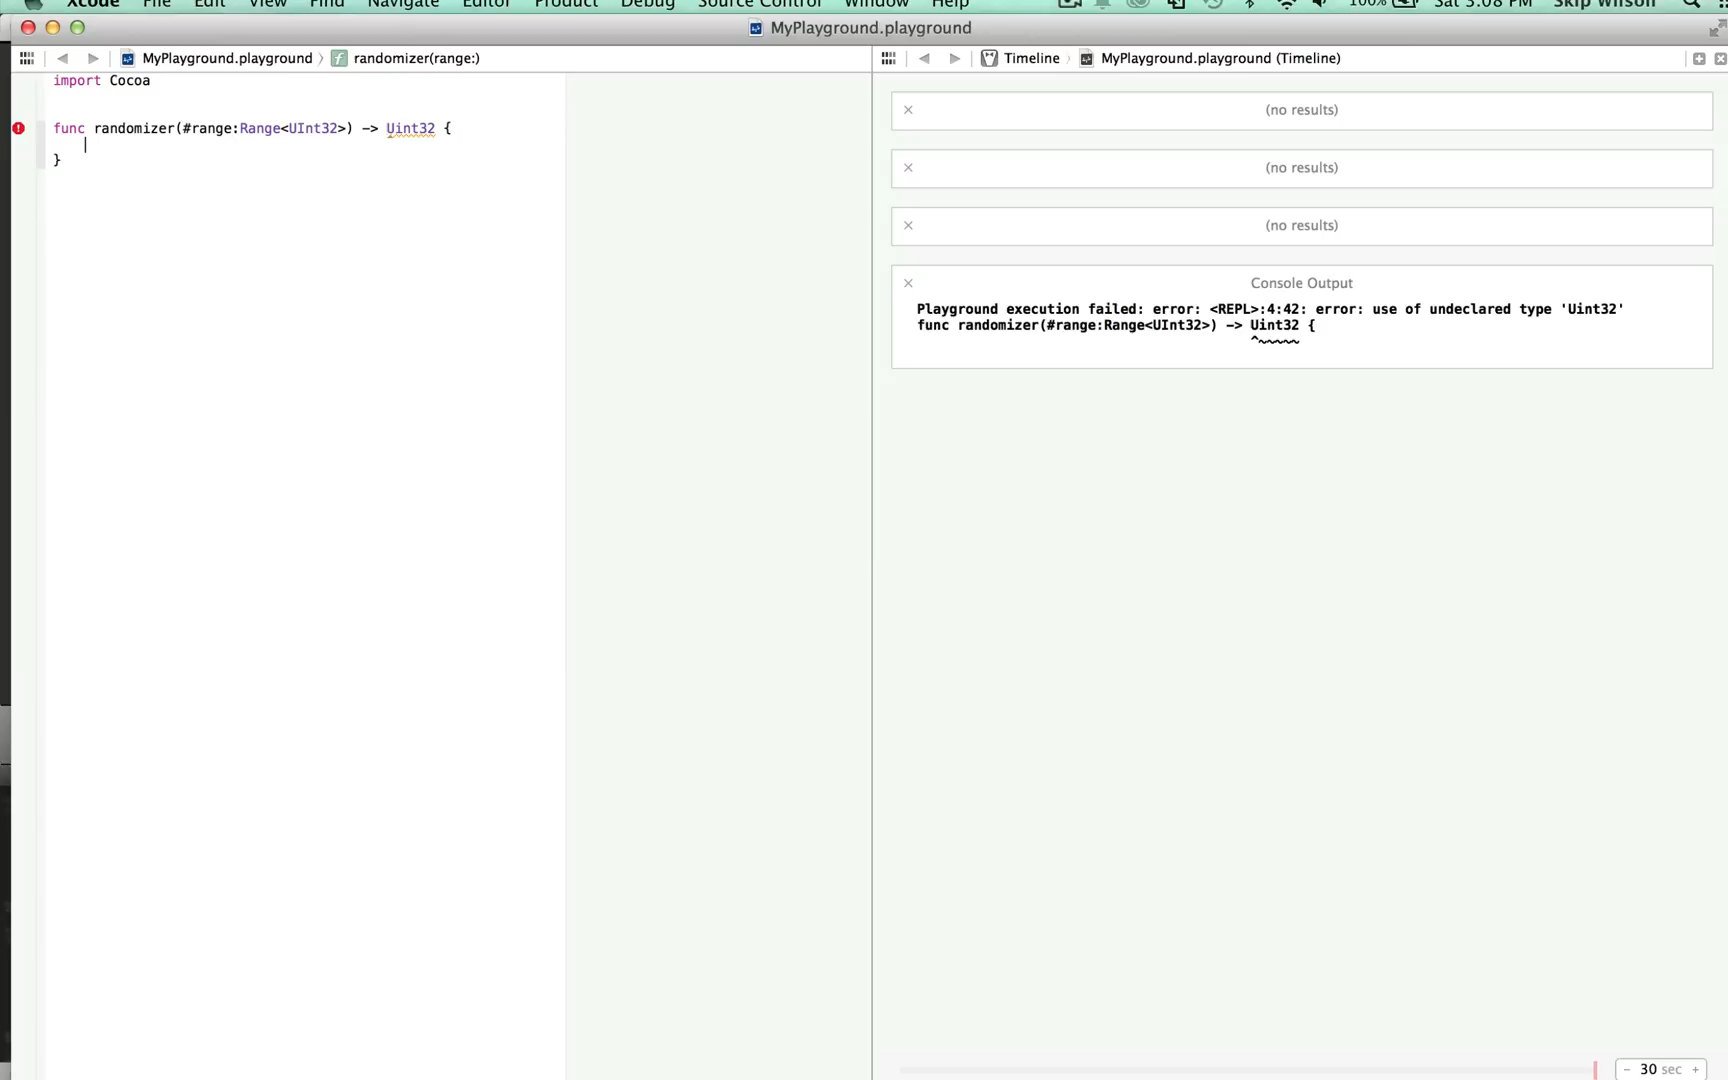 Xcode File Edit View Find Navigate Editor Product Debug Source Control Window Help 100% Sat 3:08 PM Skip Wilson
MyPlayground.playground
MyPlayground.playground randomizer(range:)
Timeline MyPlayground.playground (Timeline)
import Cocoa
func randomizer(#range:Range<UInt32>) -> Uint32 {
}
(no results)
(no results)
(no results)
Console Output
Playground execution failed: error: <REPL>:4:42: error: use of undeclared type 'Uint32'
func randomizer(#range:Range<UInt32>) -> Uint32 {
^~~~~~
- 30 sec +